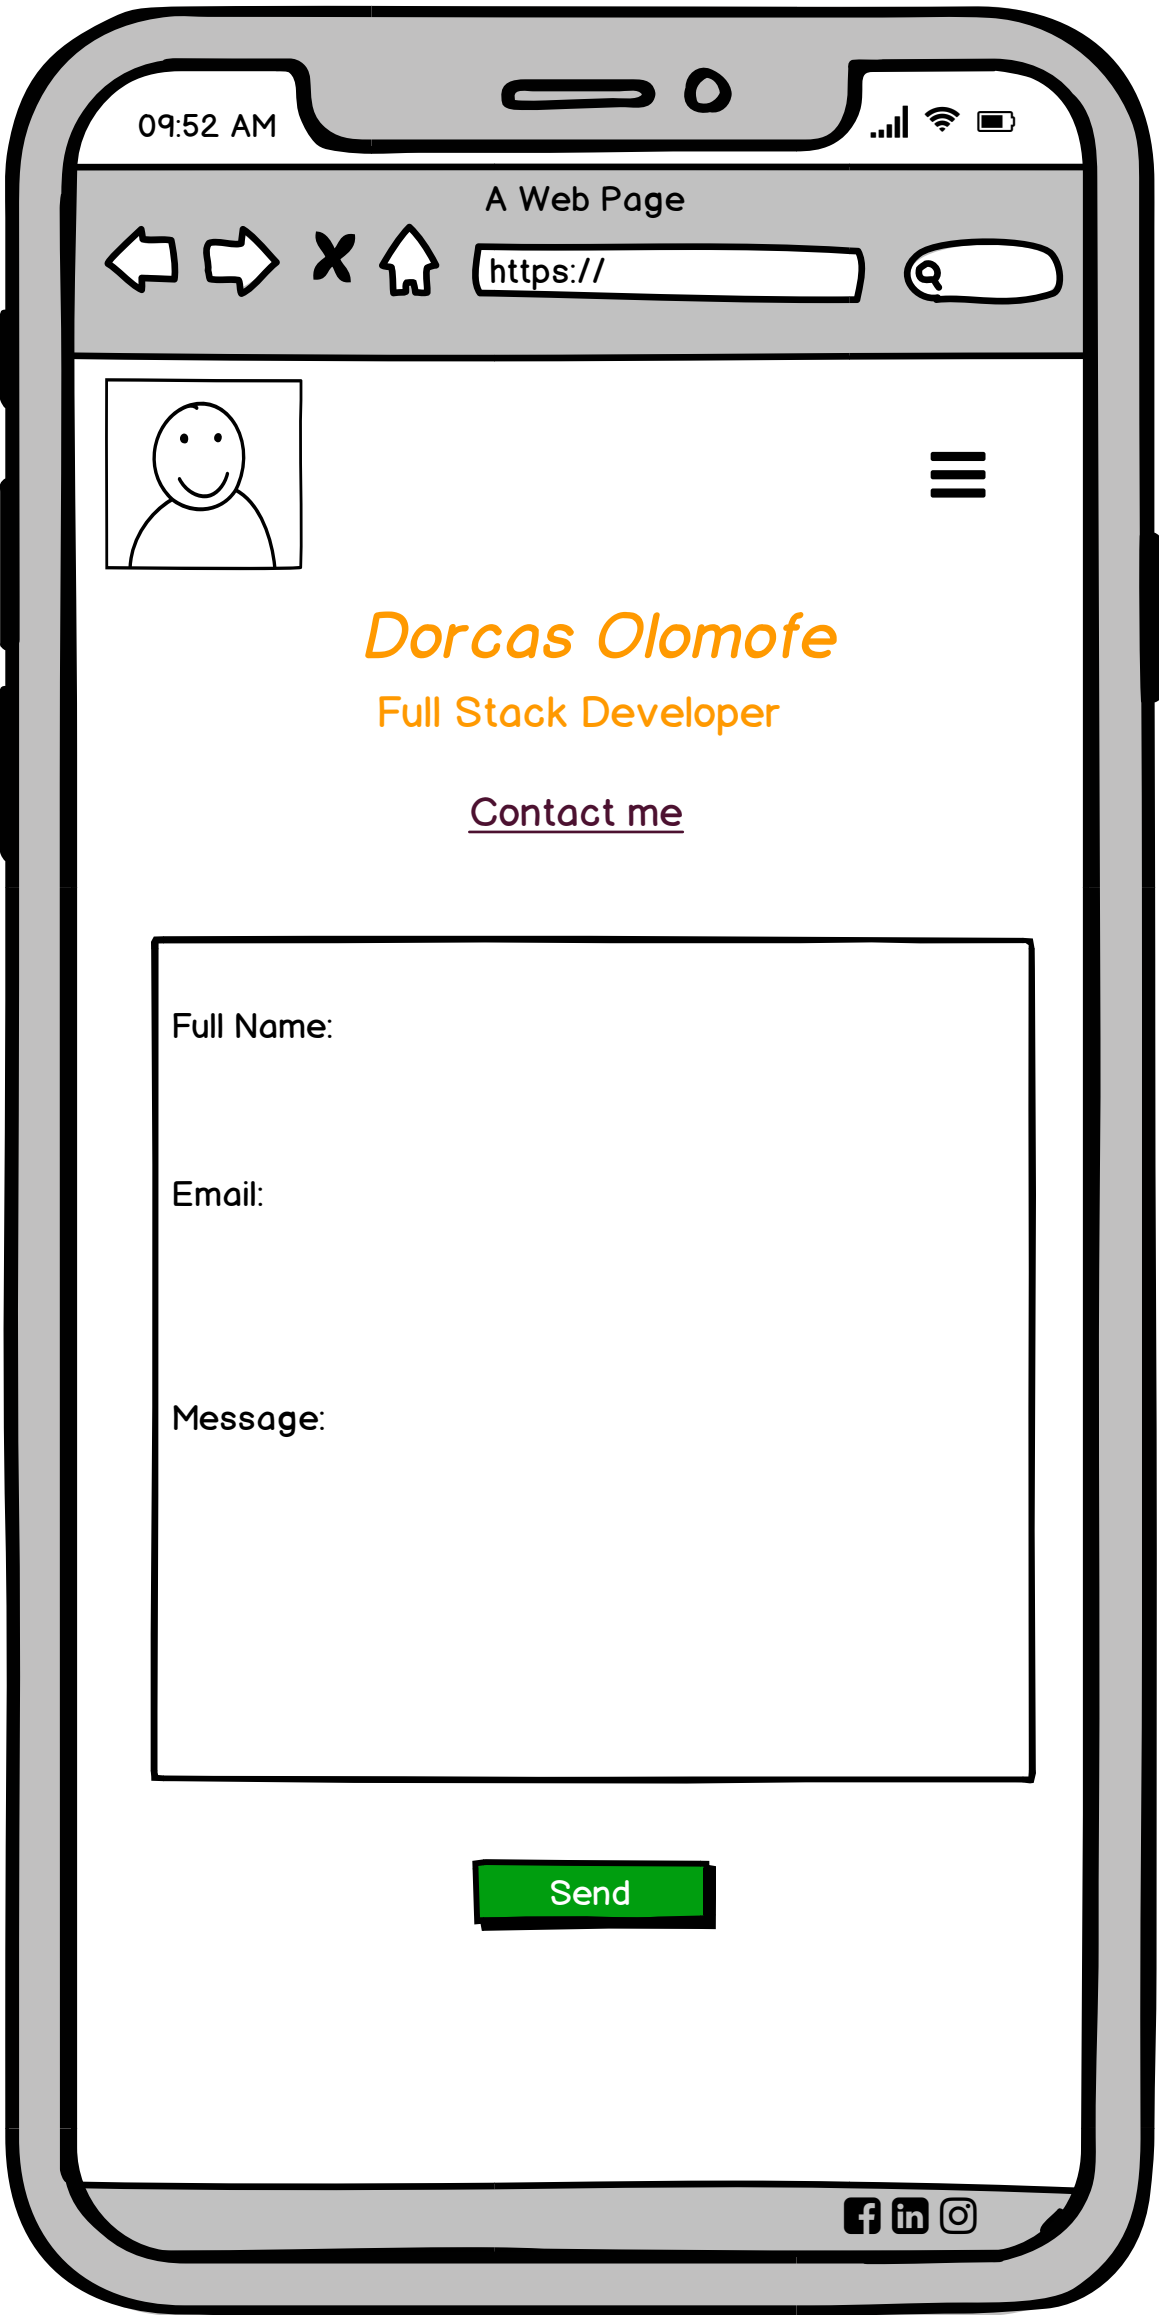 09:52 AM
A Web Page
https://
Dorcas Olomofe
Full Stack Developer
Contact me
Full Name:
Email:
Message:
Send